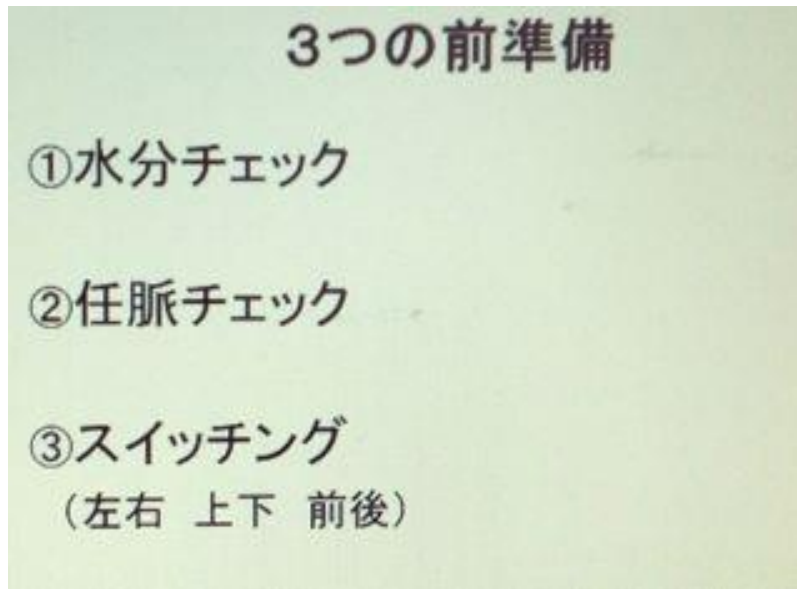 3つの前準備
①水分チェック
②任脈チェック
③スイッチング
（左右 上下 前後）